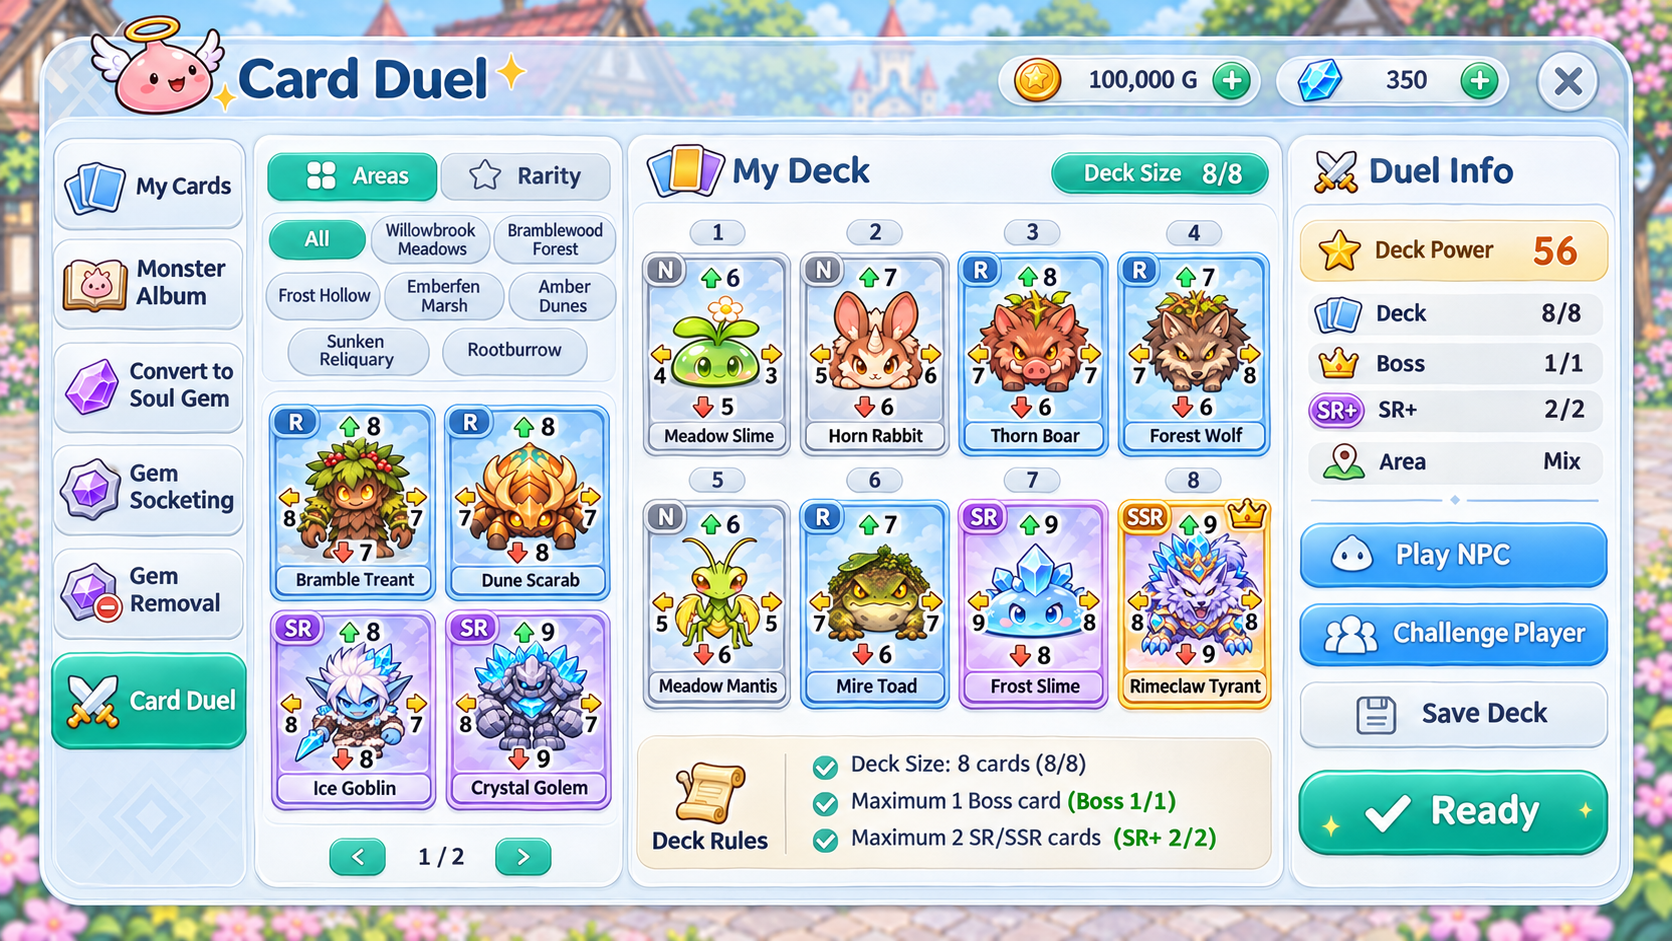 Card Duel
100,000 G
350
My Cards
Monster
Album
Convert to
Soul Gem
Gem
Socketing
Gem
Removal
Card Duel
Areas
Rarity
All
Willowbrook
Meadows
Bramblewood
Forest
Frost Hollow
Emberfen
Marsh
Amber
Dunes
Sunken
Reliquary
Rootburrow
R
8
8
7
7
Bramble Treant
R
8
7
7
8
Dune Scarab
SR
8
8
7
8
Ice Goblin
SR
9
8
7
9
Crystal Golem
1 / 2
My Deck
Deck Size 8/8
1
N
6
4
3
5
Meadow Slime
2
N
7
5
6
6
Horn Rabbit
3
R
8
7
7
6
Thorn Boar
4
R
7
7
8
6
Forest Wolf
5
N
6
5
5
6
Meadow Mantis
6
R
7
7
7
6
Mire Toad
7
SR
9
9
8
8
Frost Slime
8
SSR
9
8
8
9
Rimeclaw Tyrant
Deck Rules
Deck Size: 8 cards (8/8)
Maximum 1 Boss card (Boss 1/1)
Maximum 2 SR/SSR cards (SR+ 2/2)
Duel Info
Deck Power 56
Deck 8/8
Boss 1/1
SR+ SR+ 2/2
Area Mix
Play NPC
Challenge Player
Save Deck
Ready